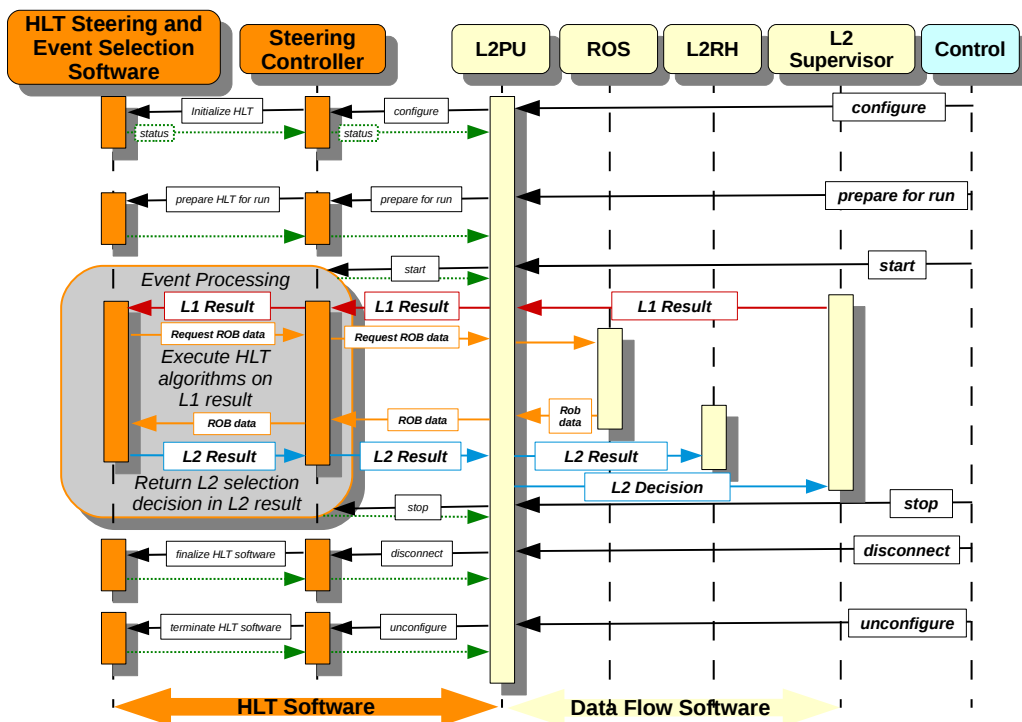 HLT Steering and
Event Selection
Software
Steering
Controller
L2PU
ROS
L2RH
L2
Supervisor
Control
Initialize HLT
configure
configure
status
status
prepare HLT for run
prepare for run
prepare for run
start
start
Event Processing
L1 Result
L1 Result
L1 Result
Request ROB data
Request ROB data
Execute HLT
algorithms on
L1 result
ROB data
ROB data
Rob
data
L2 Result
L2 Result
L2 Result
L2 Decision
Return L2 selection
decision in L2 result
stop
stop
finalize HLT software
disconnect
disconnect
terminate HLT software
unconfigure
unconfigure
HLT Software
Data Flow Software